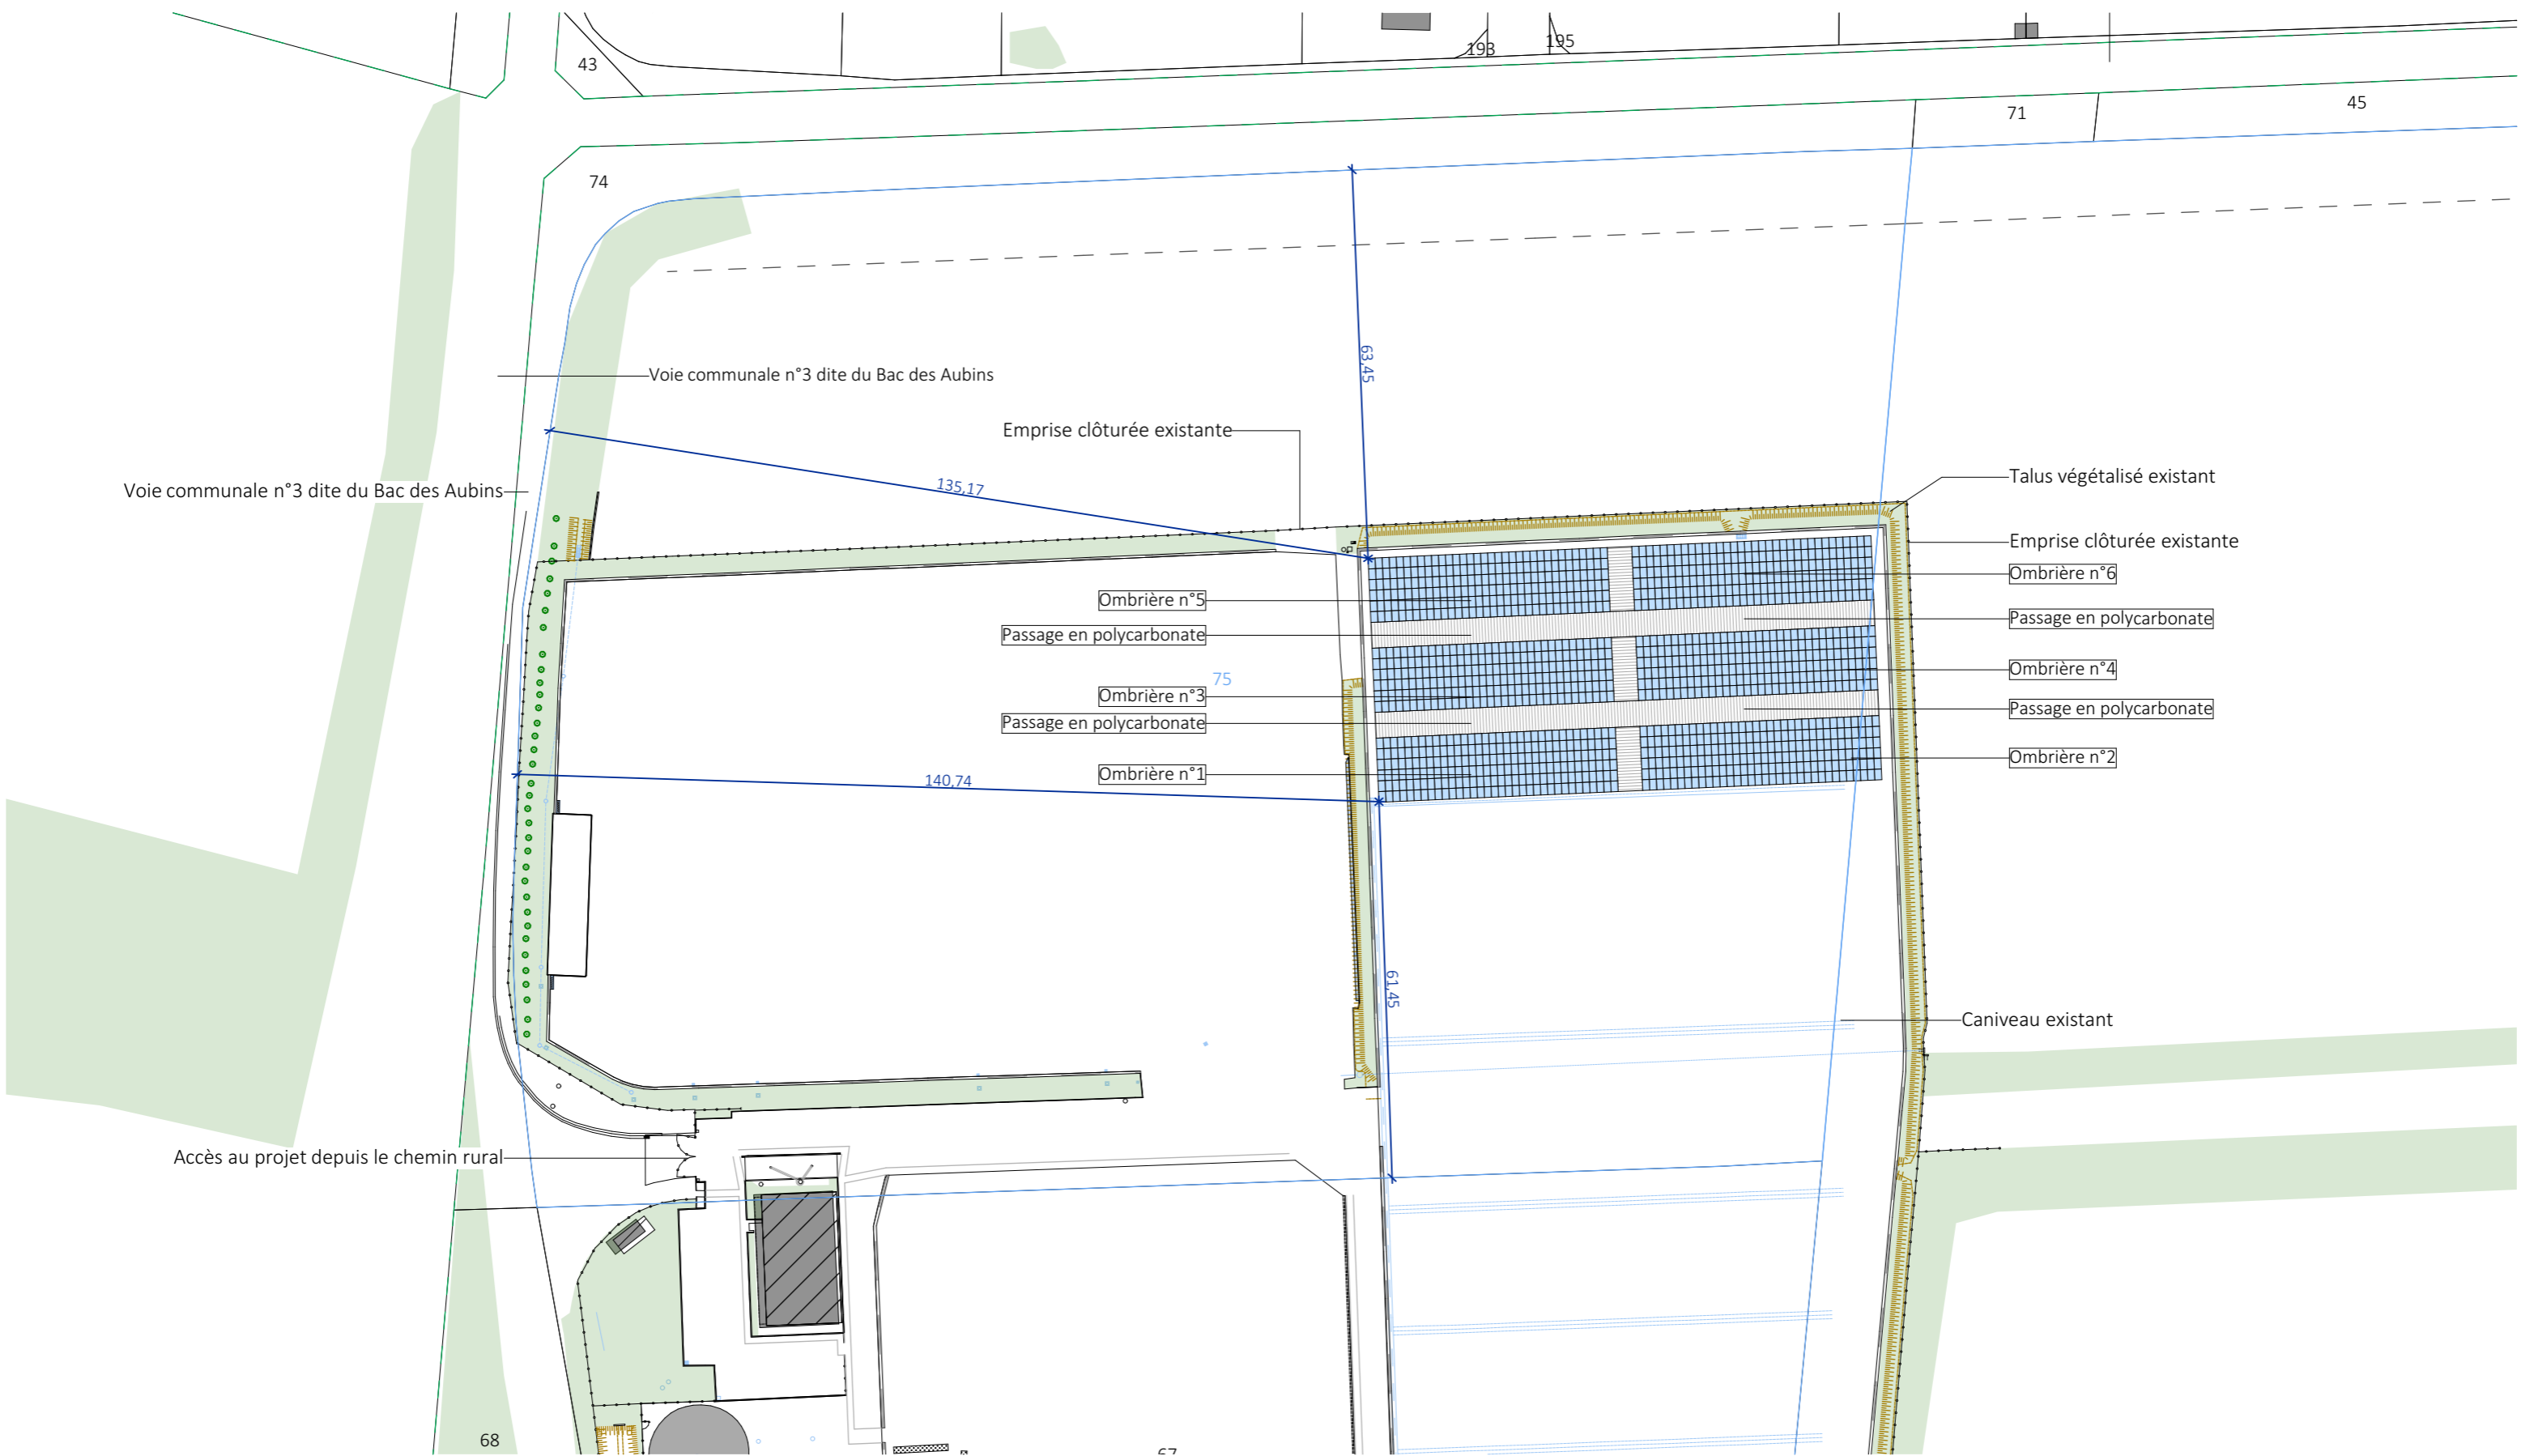 193
195
43
45
71
74
63,45
Voie communale n°3 dite du Bac des Aubins
Emprise clôturée existante
Talus végétalisé existant
135,17
Voie communale n°3 dite du Bac des Aubins
Emprise clôturée existante
Ombrière n°6
Ombrière n°5
Passage en polycarbonate
Passage en polycarbonate
Ombrière n°4
75
Ombrière n°3
Passage en polycarbonate
Passage en polycarbonate
Ombrière n°2
Ombrière n°1
140,74
61,45
Caniveau existant
Accès au projet depuis le chemin rural
68
67